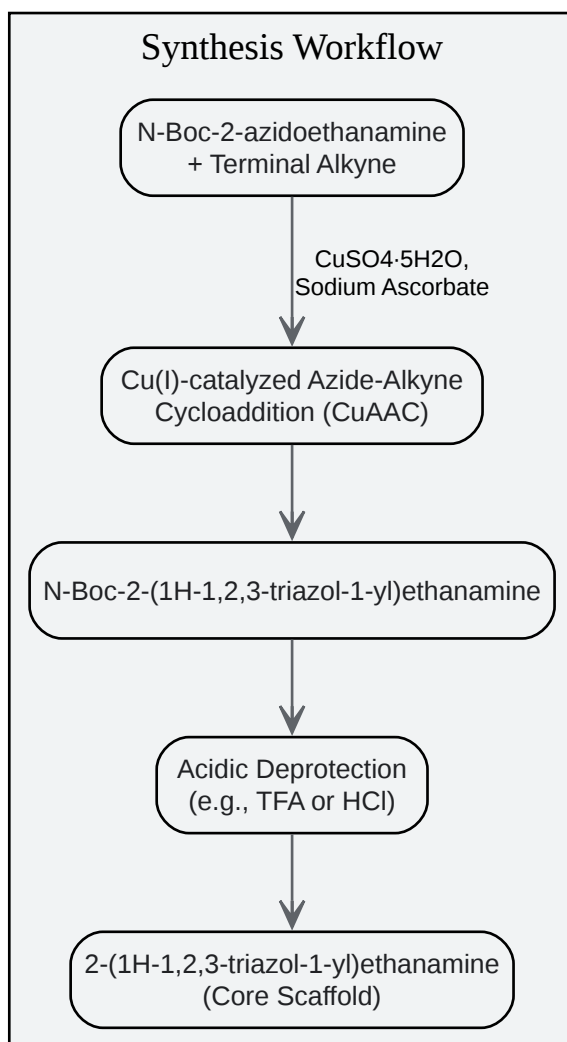 Synthesis Workflow
N-Boc-2-azidoethanamine
+ Terminal Alkyne
CuSO4·5H2O,
Sodium Ascorbate
Cu(I)-catalyzed Azide-Alkyne
Cycloaddition (CuAAC)
N-Boc-2-(1H-1,2,3-triazol-1-yl)ethanamine
Acidic Deprotection
(e.g., TFA or HCl)
2-(1H-1,2,3-triazol-1-yl)ethanamine
(Core Scaffold)